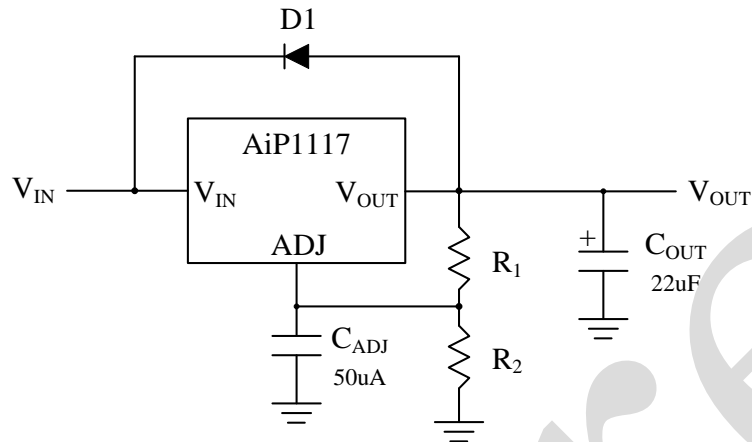 D1
AiP1117
V_IN
V_IN
V_OUT
V_OUT
ADJ
R_1
C_OUT
22uF
C_ADJ
50uA
R_2